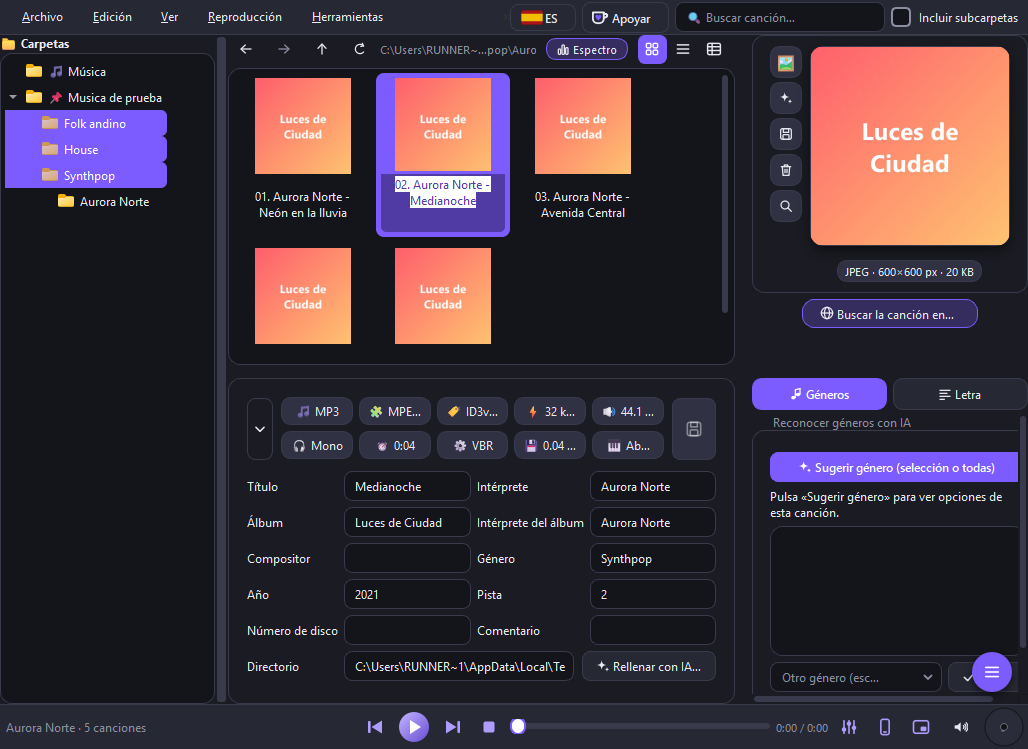 Archivo Edición Ver Reproducción Herramientas ES Apoyar Buscar canción... Incluir subcarpetas
Carpetas
Música
Musica de prueba
Folk andino
House
Synthpop
Aurora Norte
C:\Users\RUNNER~...pop\Auro Espectro
Luces de
Ciudad
01. Aurora Norte -
Neón en la lluvia
Luces de
Ciudad
02. Aurora Norte -
Medianoche
Luces de
Ciudad
03. Aurora Norte -
Avenida Central
Luces de
Ciudad
Luces de
Ciudad
Luces de
Ciudad
JPEG · 600×600 px · 20 KB
Buscar la canción en...
MP3 MPE... ID3v... 32 k... 44.1 ...
Mono 0:04 VBR 0.04 ... Ab...
Título Medianoche Intérprete Aurora Norte
Álbum Luces de Ciudad Intérprete del álbum Aurora Norte
Compositor Género Synthpop
Año 2021 Pista 2
Número de disco Comentario
Directorio C:\Users\RUNNER~1\AppData\Local\Te Rellenar con IA...
Géneros Letra
Reconocer géneros con IA
Sugerir género (selección o todas)
Pulsa «Sugerir género» para ver opciones de
esta canción.
Otro género (esc...
Aurora Norte · 5 canciones 0:00 / 0:00